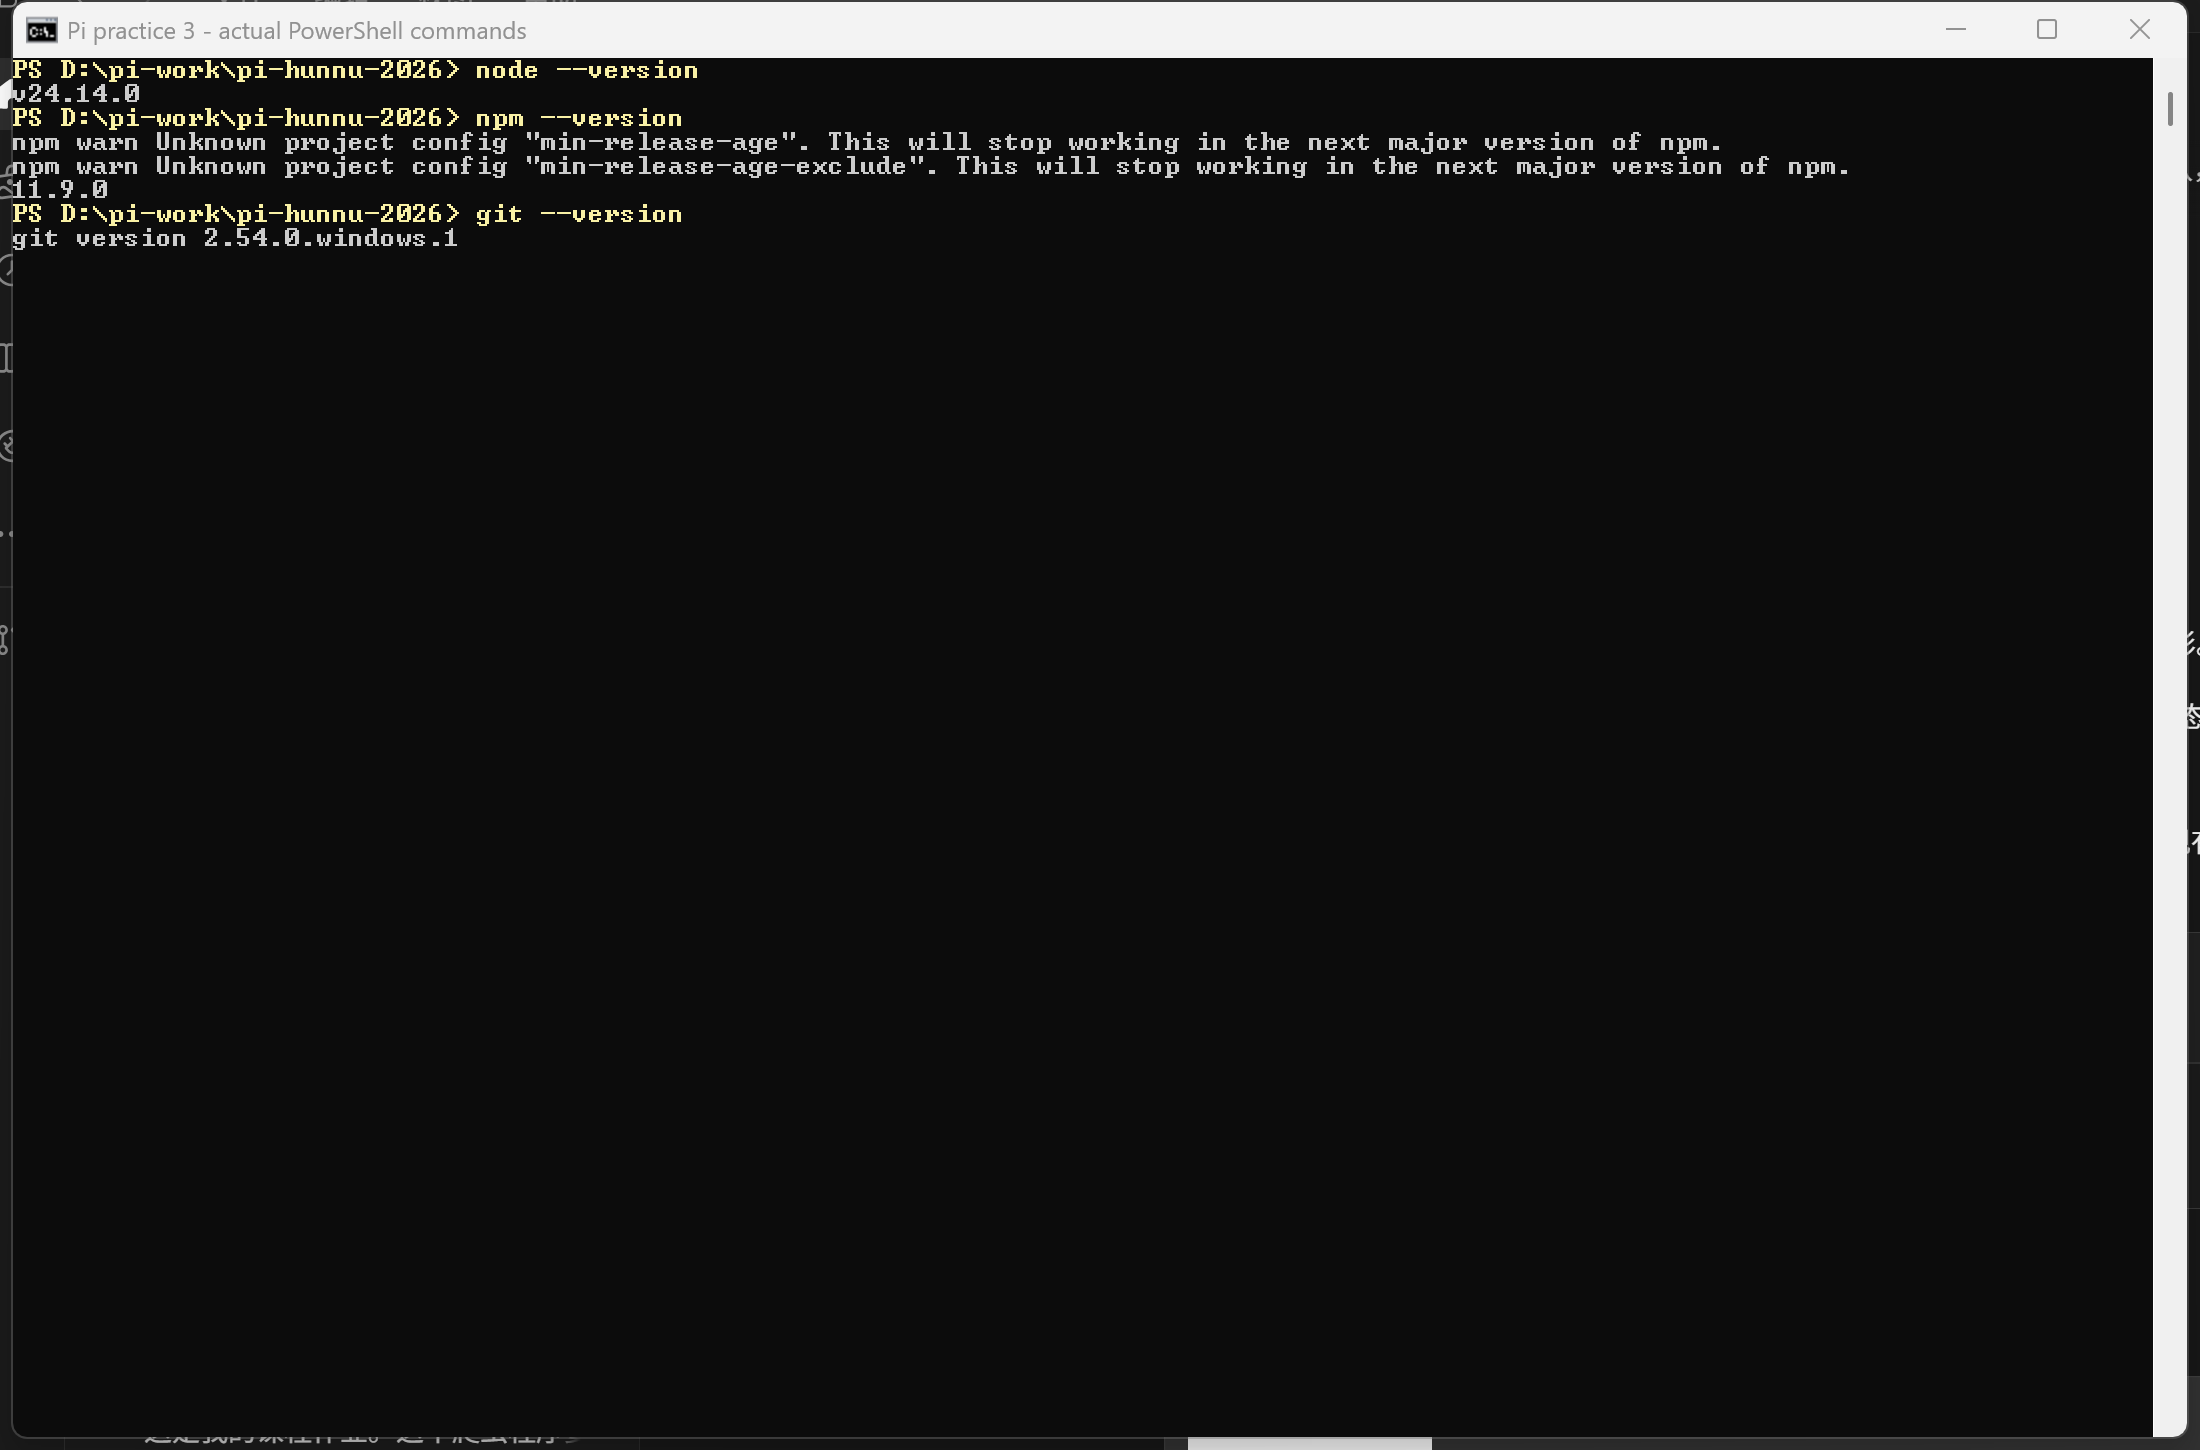 Pi practice 3 - actual PowerShell commands
PS D:\pi-work\pi-hunnu-2026> node --version
v24.14.0
PS D:\pi-work\pi-hunnu-2026> npm --version
npm warn Unknown project config "min-release-age". This will stop working in the next major version of npm.
npm warn Unknown project config "min-release-age-exclude". This will stop working in the next major version of npm.
11.9.0
PS D:\pi-work\pi-hunnu-2026> git --version
git version 2.54.0.windows.1